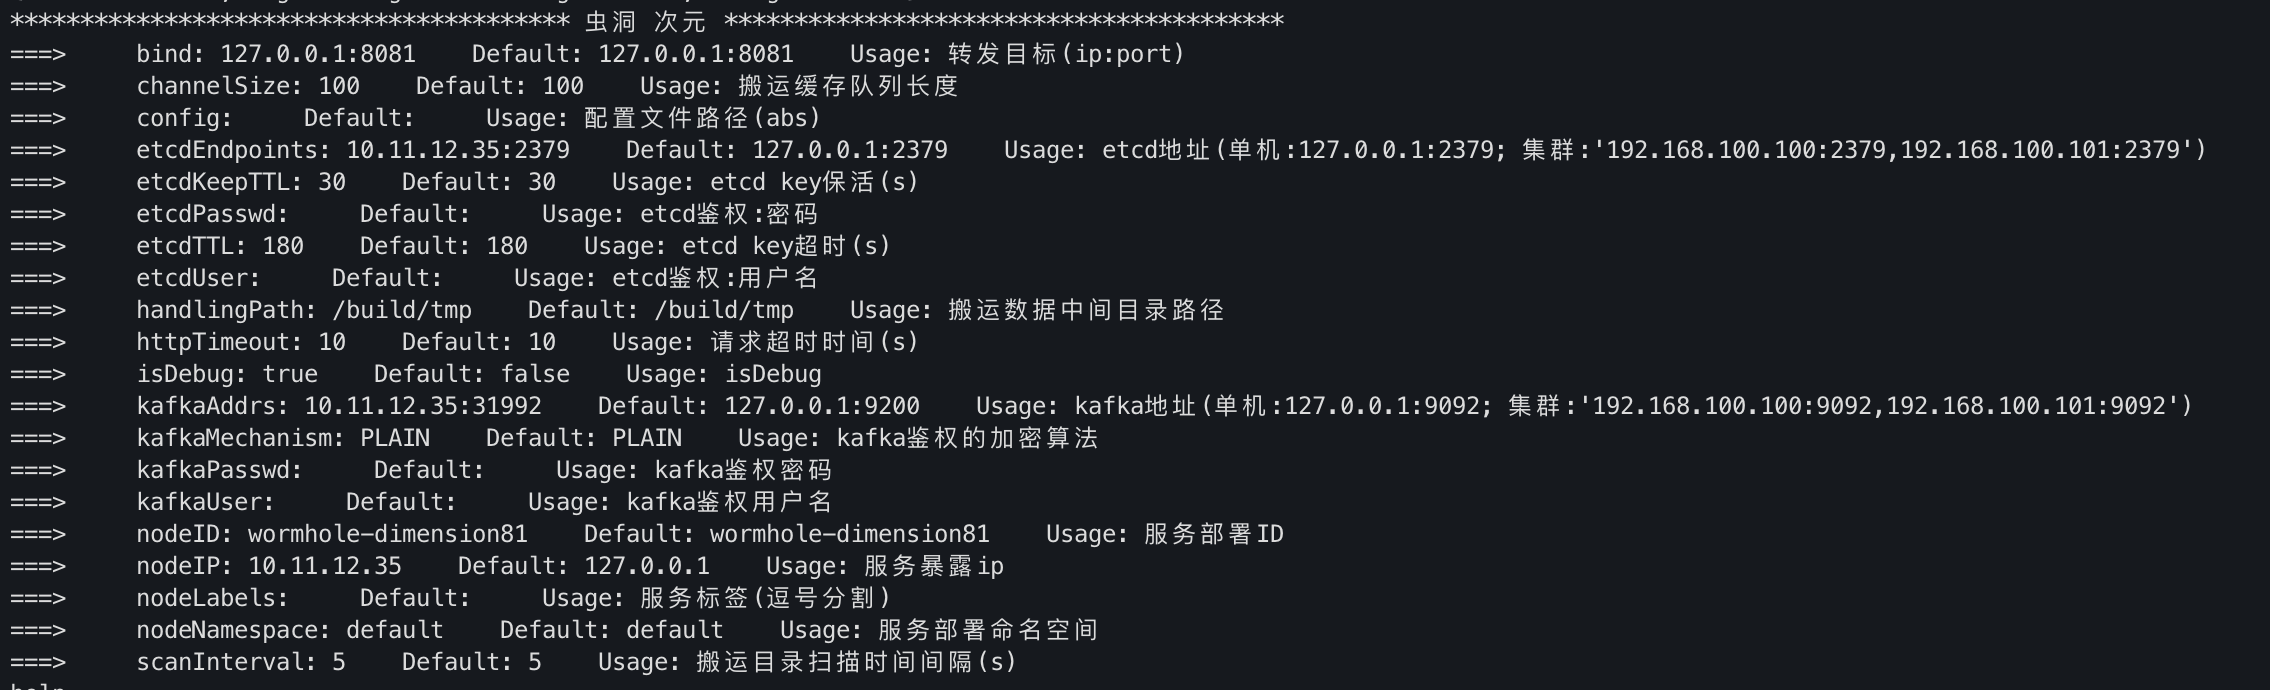 **************************************** 虫洞 次元 ****************************************
===>     bind: 127.0.0.1:8081    Default: 127.0.0.1:8081    Usage: 转发目标(ip:port)
===>     channelSize: 100    Default: 100    Usage: 搬运缓存队列长度
===>     config:     Default:     Usage: 配置文件路径(abs)
===>     etcdEndpoints: 10.11.12.35:2379    Default: 127.0.0.1:2379    Usage: etcd地址(单机:127.0.0.1:2379; 集群:'192.168.100.100:2379,192.168.100.101:2379')
===>     etcdKeepTTL: 30    Default: 30    Usage: etcd key保活(s)
===>     etcdPasswd:     Default:     Usage: etcd鉴权:密码
===>     etcdTTL: 180    Default: 180    Usage: etcd key超时(s)
===>     etcdUser:     Default:     Usage: etcd鉴权:用户名
===>     handlingPath: /build/tmp    Default: /build/tmp    Usage: 搬运数据中间目录路径
===>     httpTimeout: 10    Default: 10    Usage: 请求超时时间(s)
===>     isDebug: true    Default: false    Usage: isDebug
===>     kafkaAddrs: 10.11.12.35:31992    Default: 127.0.0.1:9200    Usage: kafka地址(单机:127.0.0.1:9092; 集群:'192.168.100.100:9092,192.168.100.101:9092')
===>     kafkaMechanism: PLAIN    Default: PLAIN    Usage: kafka鉴权的加密算法
===>     kafkaPasswd:     Default:     Usage: kafka鉴权密码
===>     kafkaUser:     Default:     Usage: kafka鉴权用户名
===>     nodeID: wormhole-dimension81    Default: wormhole-dimension81    Usage: 服务部署ID
===>     nodeIP: 10.11.12.35    Default: 127.0.0.1    Usage: 服务暴露ip
===>     nodeLabels:     Default:     Usage: 服务标签(逗号分割)
===>     nodeNamespace: default    Default: default    Usage: 服务部署命名空间
===>     scanInterval: 5    Default: 5    Usage: 搬运目录扫描时间间隔(s)